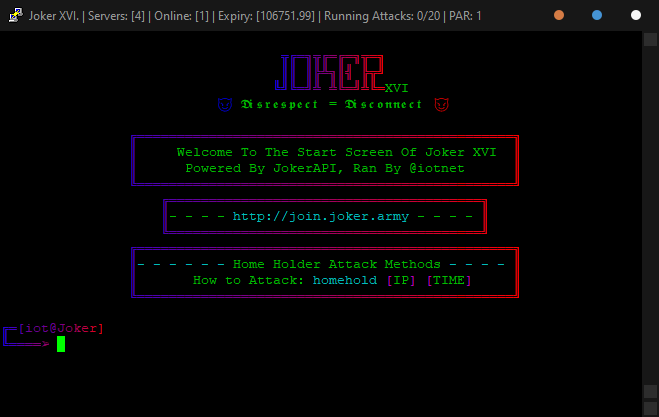 Joker XVI. | Servers: [4] | Online: [1] | Expiry: [106751.99] | Running Attacks: 0/20 | PAR: 1
JOKER
XVI
𝕯𝖎𝖘𝖗𝖊𝖘𝖕𝖊𝖈𝖙 = 𝕯𝖎𝖘𝖈𝖔𝖓𝖓𝖊𝖈𝖙
Welcome To The Start Screen Of Joker XVI
Powered By JokerAPI, Ran By @iotnet
- - - - http://join.joker.army - - - -
- - - - - - Home Holder Attack Methods - - - -
How to Attack: homehold [IP] [TIME]
[iot@Joker]